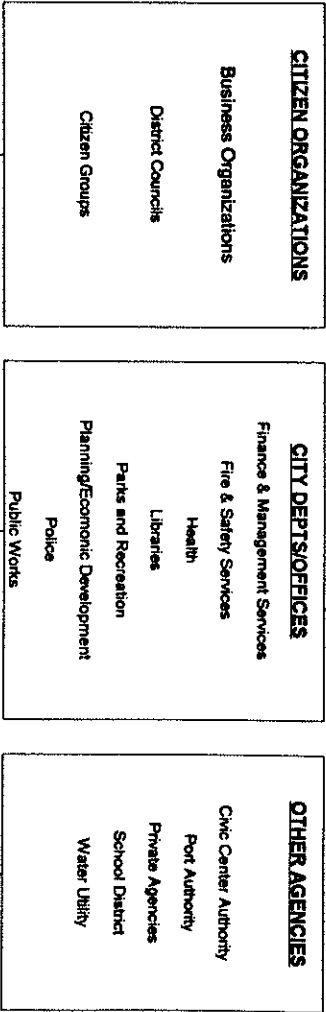 CITIZEN ORGANIZATIONS
Business Organizations
District Councils
Citizen Groups
CITY DEPTS/OFFICES
Finance & Management Services
Fire & Safety Services
Health
Libraries
Parks and Recreation
Planning/Ecomonic Development
Police
Public Works
OTHER AGENCIES
Civic Center Authority
Port Authority
Private Agencies
School District
Water Utility